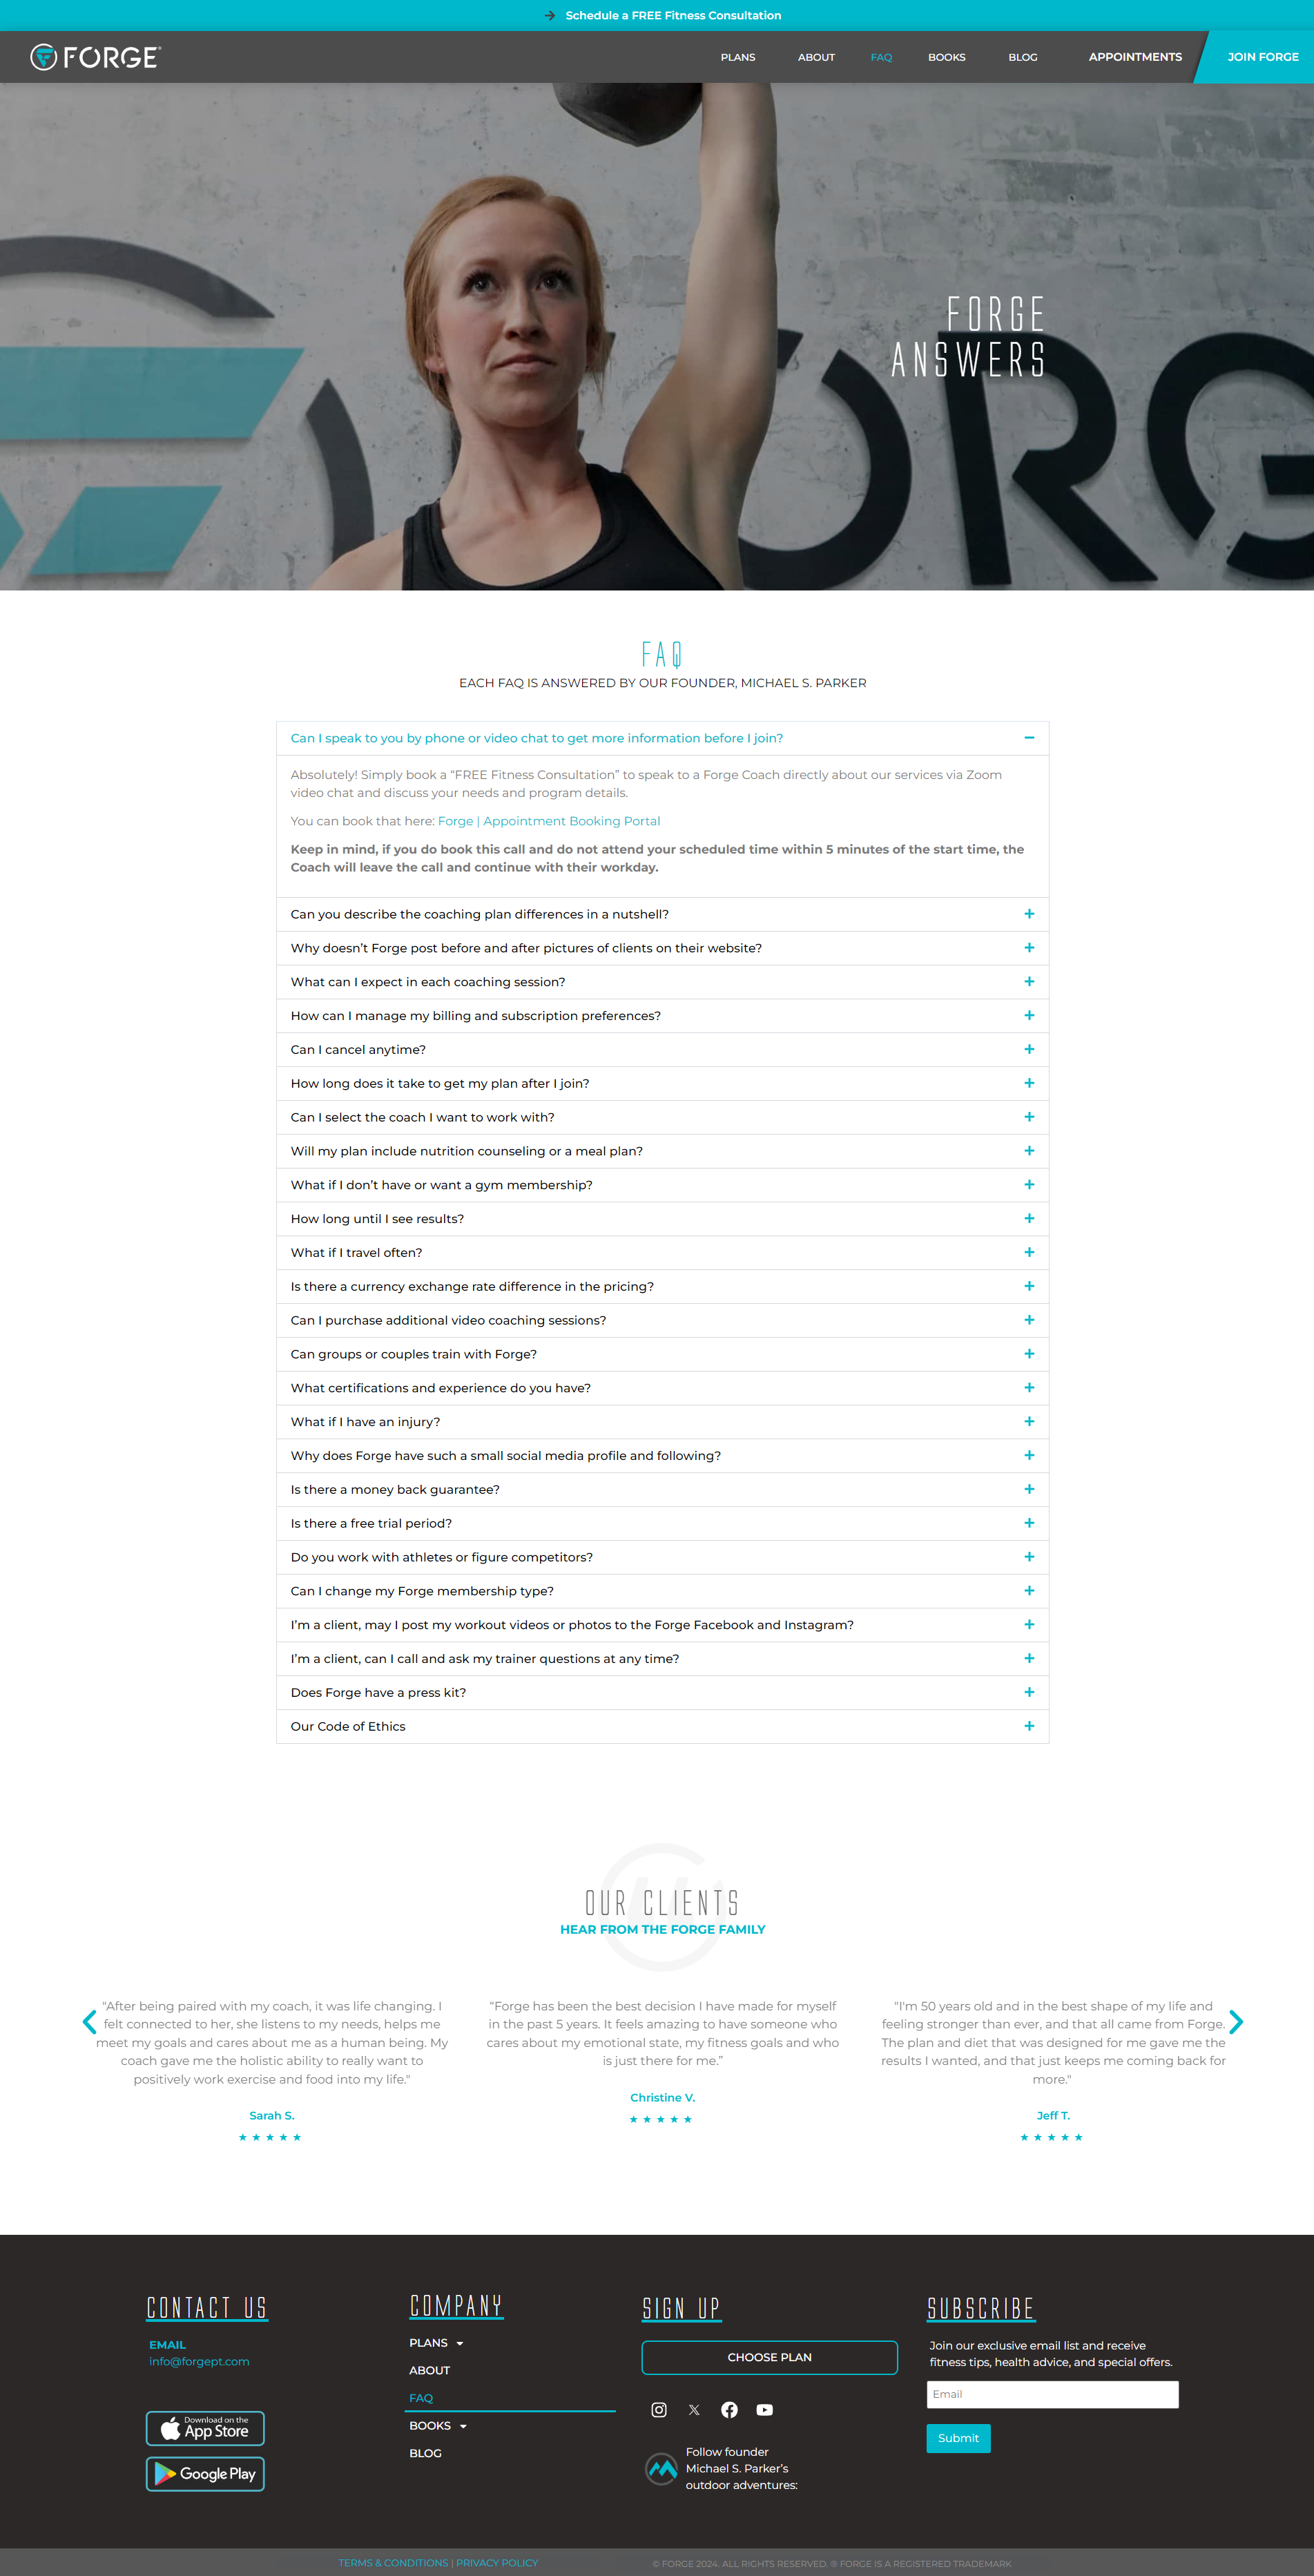 Schedule a FREE Fitness Consultation
FORGE
PLANS
ABOUT
FAQ
BOOKS
BLOG
APPOINTMENTS
JOIN FORGE
FORGE
ANSWERS
FAQ
EACH FAQ IS ANSWERED BY OUR FOUNDER, MICHAEL S. PARKER
Can I speak to you by phone or video chat to get more information before I join?
Absolutely! Simply book a “FREE Fitness Consultation” to speak to a Forge Coach directly about our services via Zoom
video chat and discuss your needs and program details.
You can book that here: Forge | Appointment Booking Portal
Keep in mind, if you do book this call and do not attend your scheduled time within 5 minutes of the start time, the
Coach will leave the call and continue with their workday.
Can you describe the coaching plan differences in a nutshell?
Why doesn’t Forge post before and after pictures of clients on their website?
What can I expect in each coaching session?
How can I manage my billing and subscription preferences?
Can I cancel anytime?
How long does it take to get my plan after I join?
Can I select the coach I want to work with?
Will my plan include nutrition counseling or a meal plan?
What if I don’t have or want a gym membership?
How long until I see results?
What if I travel often?
Is there a currency exchange rate difference in the pricing?
Can I purchase additional video coaching sessions?
Can groups or couples train with Forge?
What certifications and experience do you have?
What if I have an injury?
Why does Forge have such a small social media profile and following?
Is there a money back guarantee?
Is there a free trial period?
Do you work with athletes or figure competitors?
Can I change my Forge membership type?
I’m a client, may I post my workout videos or photos to the Forge Facebook and Instagram?
I’m a client, can I call and ask my trainer questions at any time?
Does Forge have a press kit?
Our Code of Ethics
OUR CLIENTS
HEAR FROM THE FORGE FAMILY
"After being paired with my coach, it was life changing. I
felt connected to her, she listens to my needs, helps me
meet my goals and cares about me as a human being. My
coach gave me the holistic ability to really want to
positively work exercise and food into my life."
Sarah S.
“Forge has been the best decision I have made for myself
in the past 5 years. It feels amazing to have someone who
cares about my emotional state, my fitness goals and who
is just there for me.”
Christine V.
"I'm 50 years old and in the best shape of my life and
feeling stronger than ever, and that all came from Forge.
The plan and diet that was designed for me gave me the
results I wanted, and that just keeps me coming back for
more."
Jeff T.
CONTACT US
EMAIL
info@forgept.com
Download on the
App Store
Google Play
COMPANY
PLANS
ABOUT
FAQ
BOOKS
BLOG
SIGN UP
CHOOSE PLAN
Follow founder
Michael S. Parker’s
outdoor adventures:
SUBSCRIBE
Join our exclusive email list and receive
fitness tips, health advice, and special offers.
Email
Submit
TERMS & CONDITIONS | PRIVACY POLICY
© FORGE 2024. ALL RIGHTS RESERVED. ® FORGE IS A REGISTERED TRADEMARK